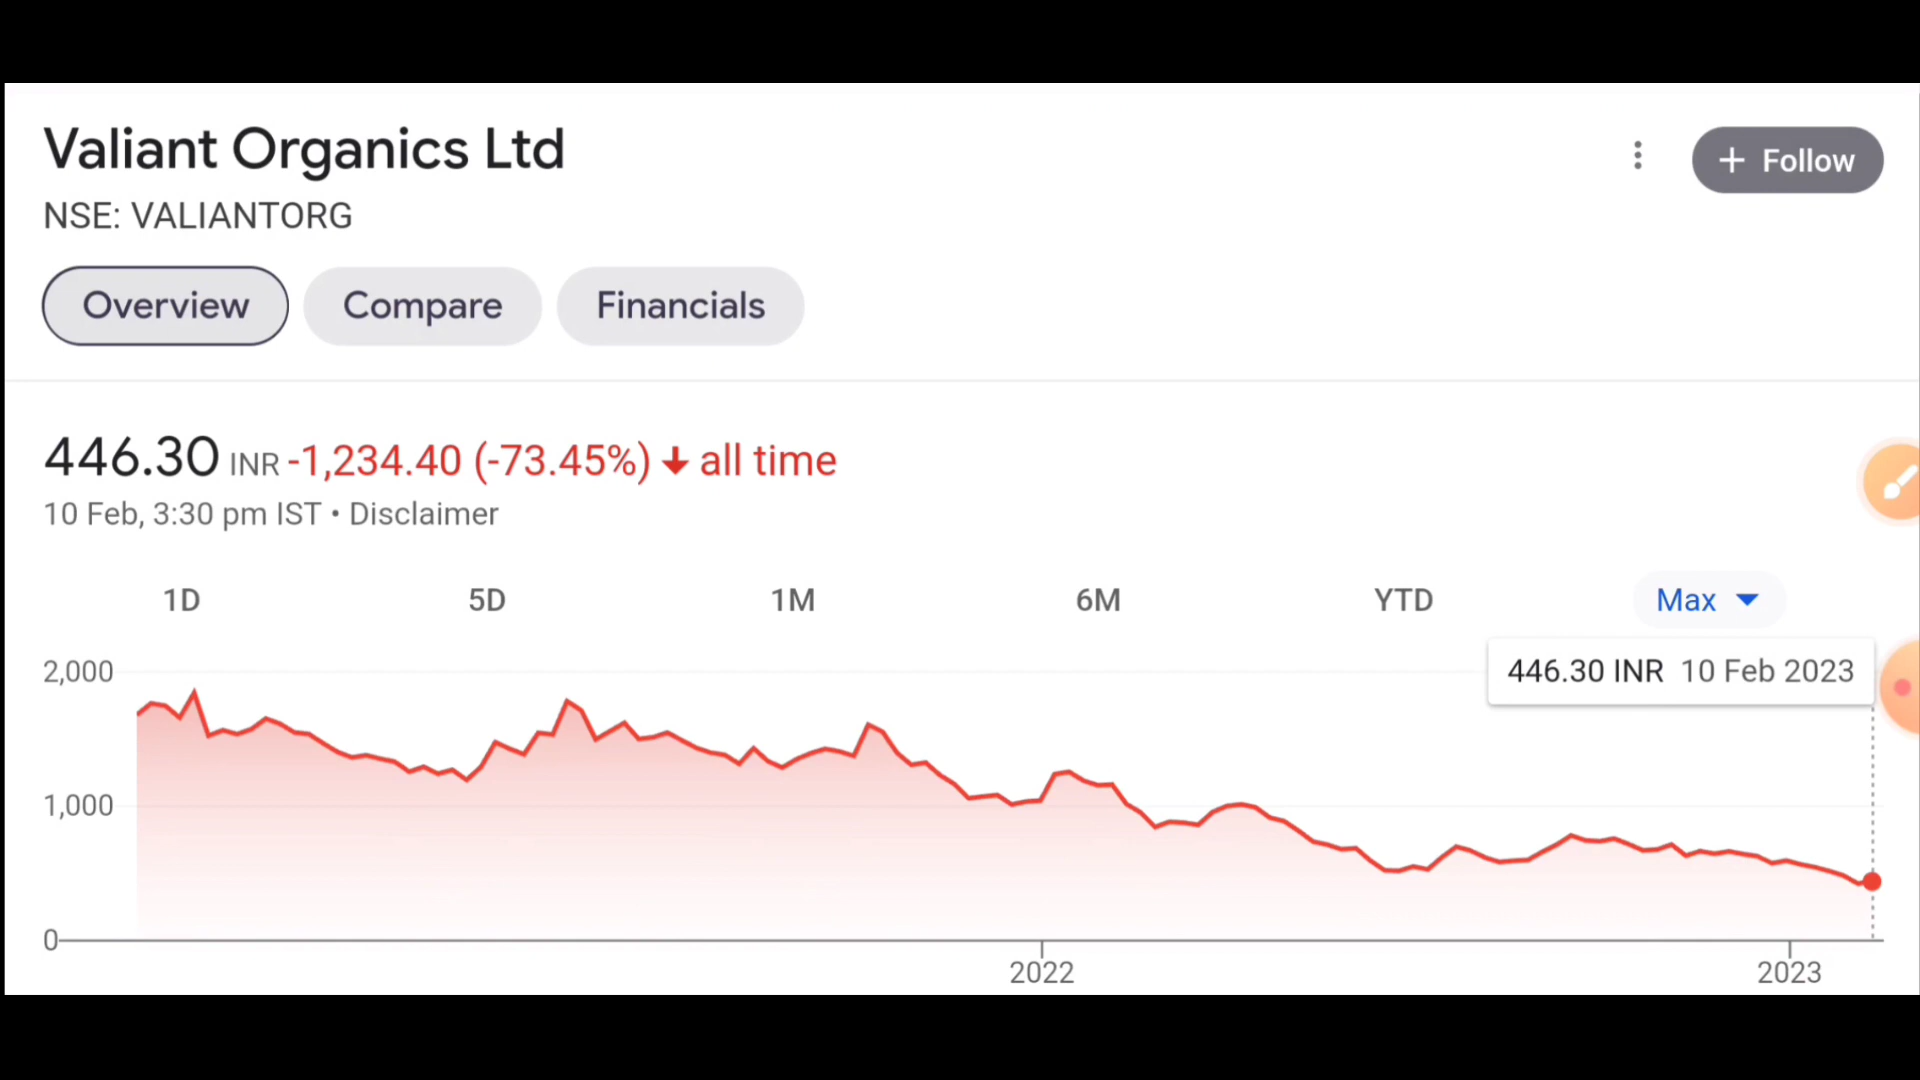 Valiant Organics Ltd
+ Follow
NSE: VALIANTORG
Overview Compare Financials
446.30 INR -1,234.40 (-73.45%) ↓ all time
10 Feb, 3:30 pm IST • Disclaimer
1D 5D 1M 6M YTD Max
446.30 INR 10 Feb 2023
2,000
1,000
0
2022 2023